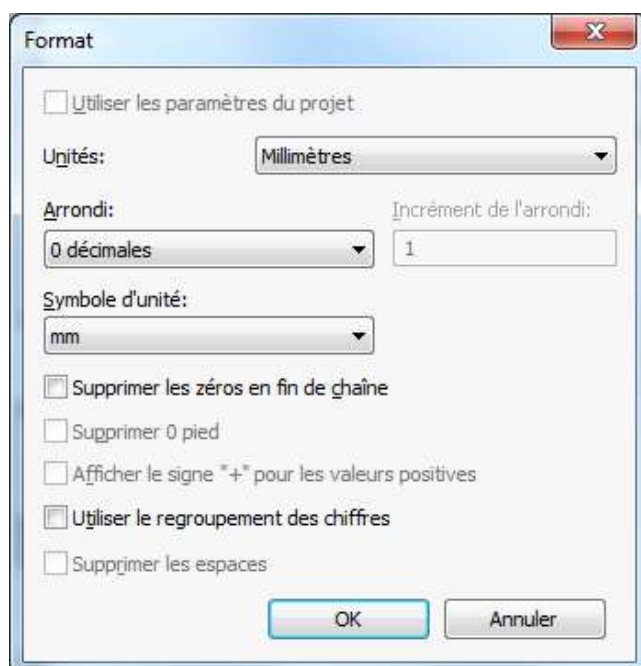 Format
Utiliser les paramètres du projet
Unités: Millimètres
Arrondi: Incrément de l'arrondi:
0 décimales 1
Symbole d'unité:
mm
Supprimer les zéros en fin de chaîne
Supprimer 0 pied
Afficher le signe "+" pour les valeurs positives
Utiliser le regroupement des chiffres
Supprimer les espaces
OK Annuler